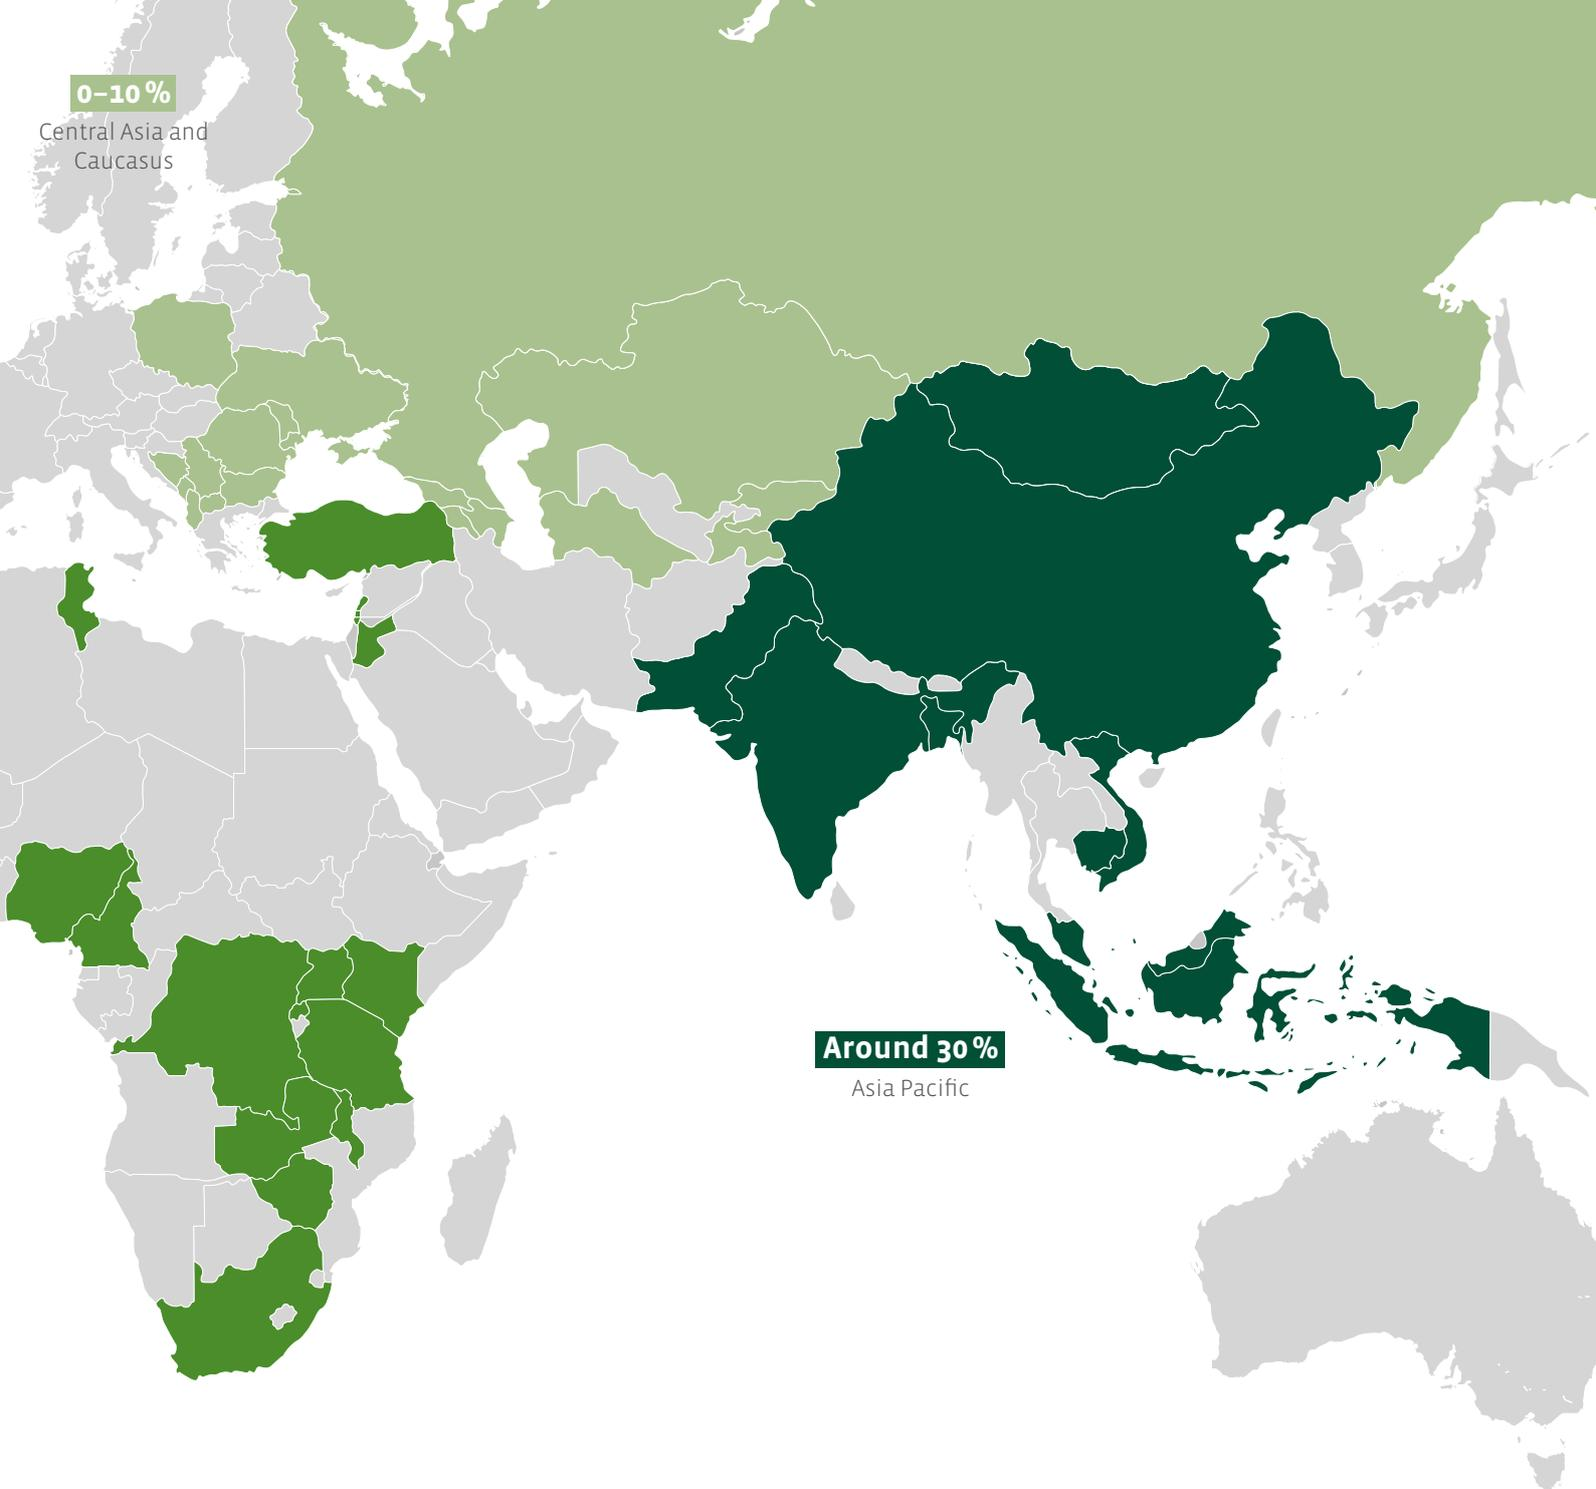 0–10 %
Central Asia and
Caucasus
Around 30 %
Asia Pacific